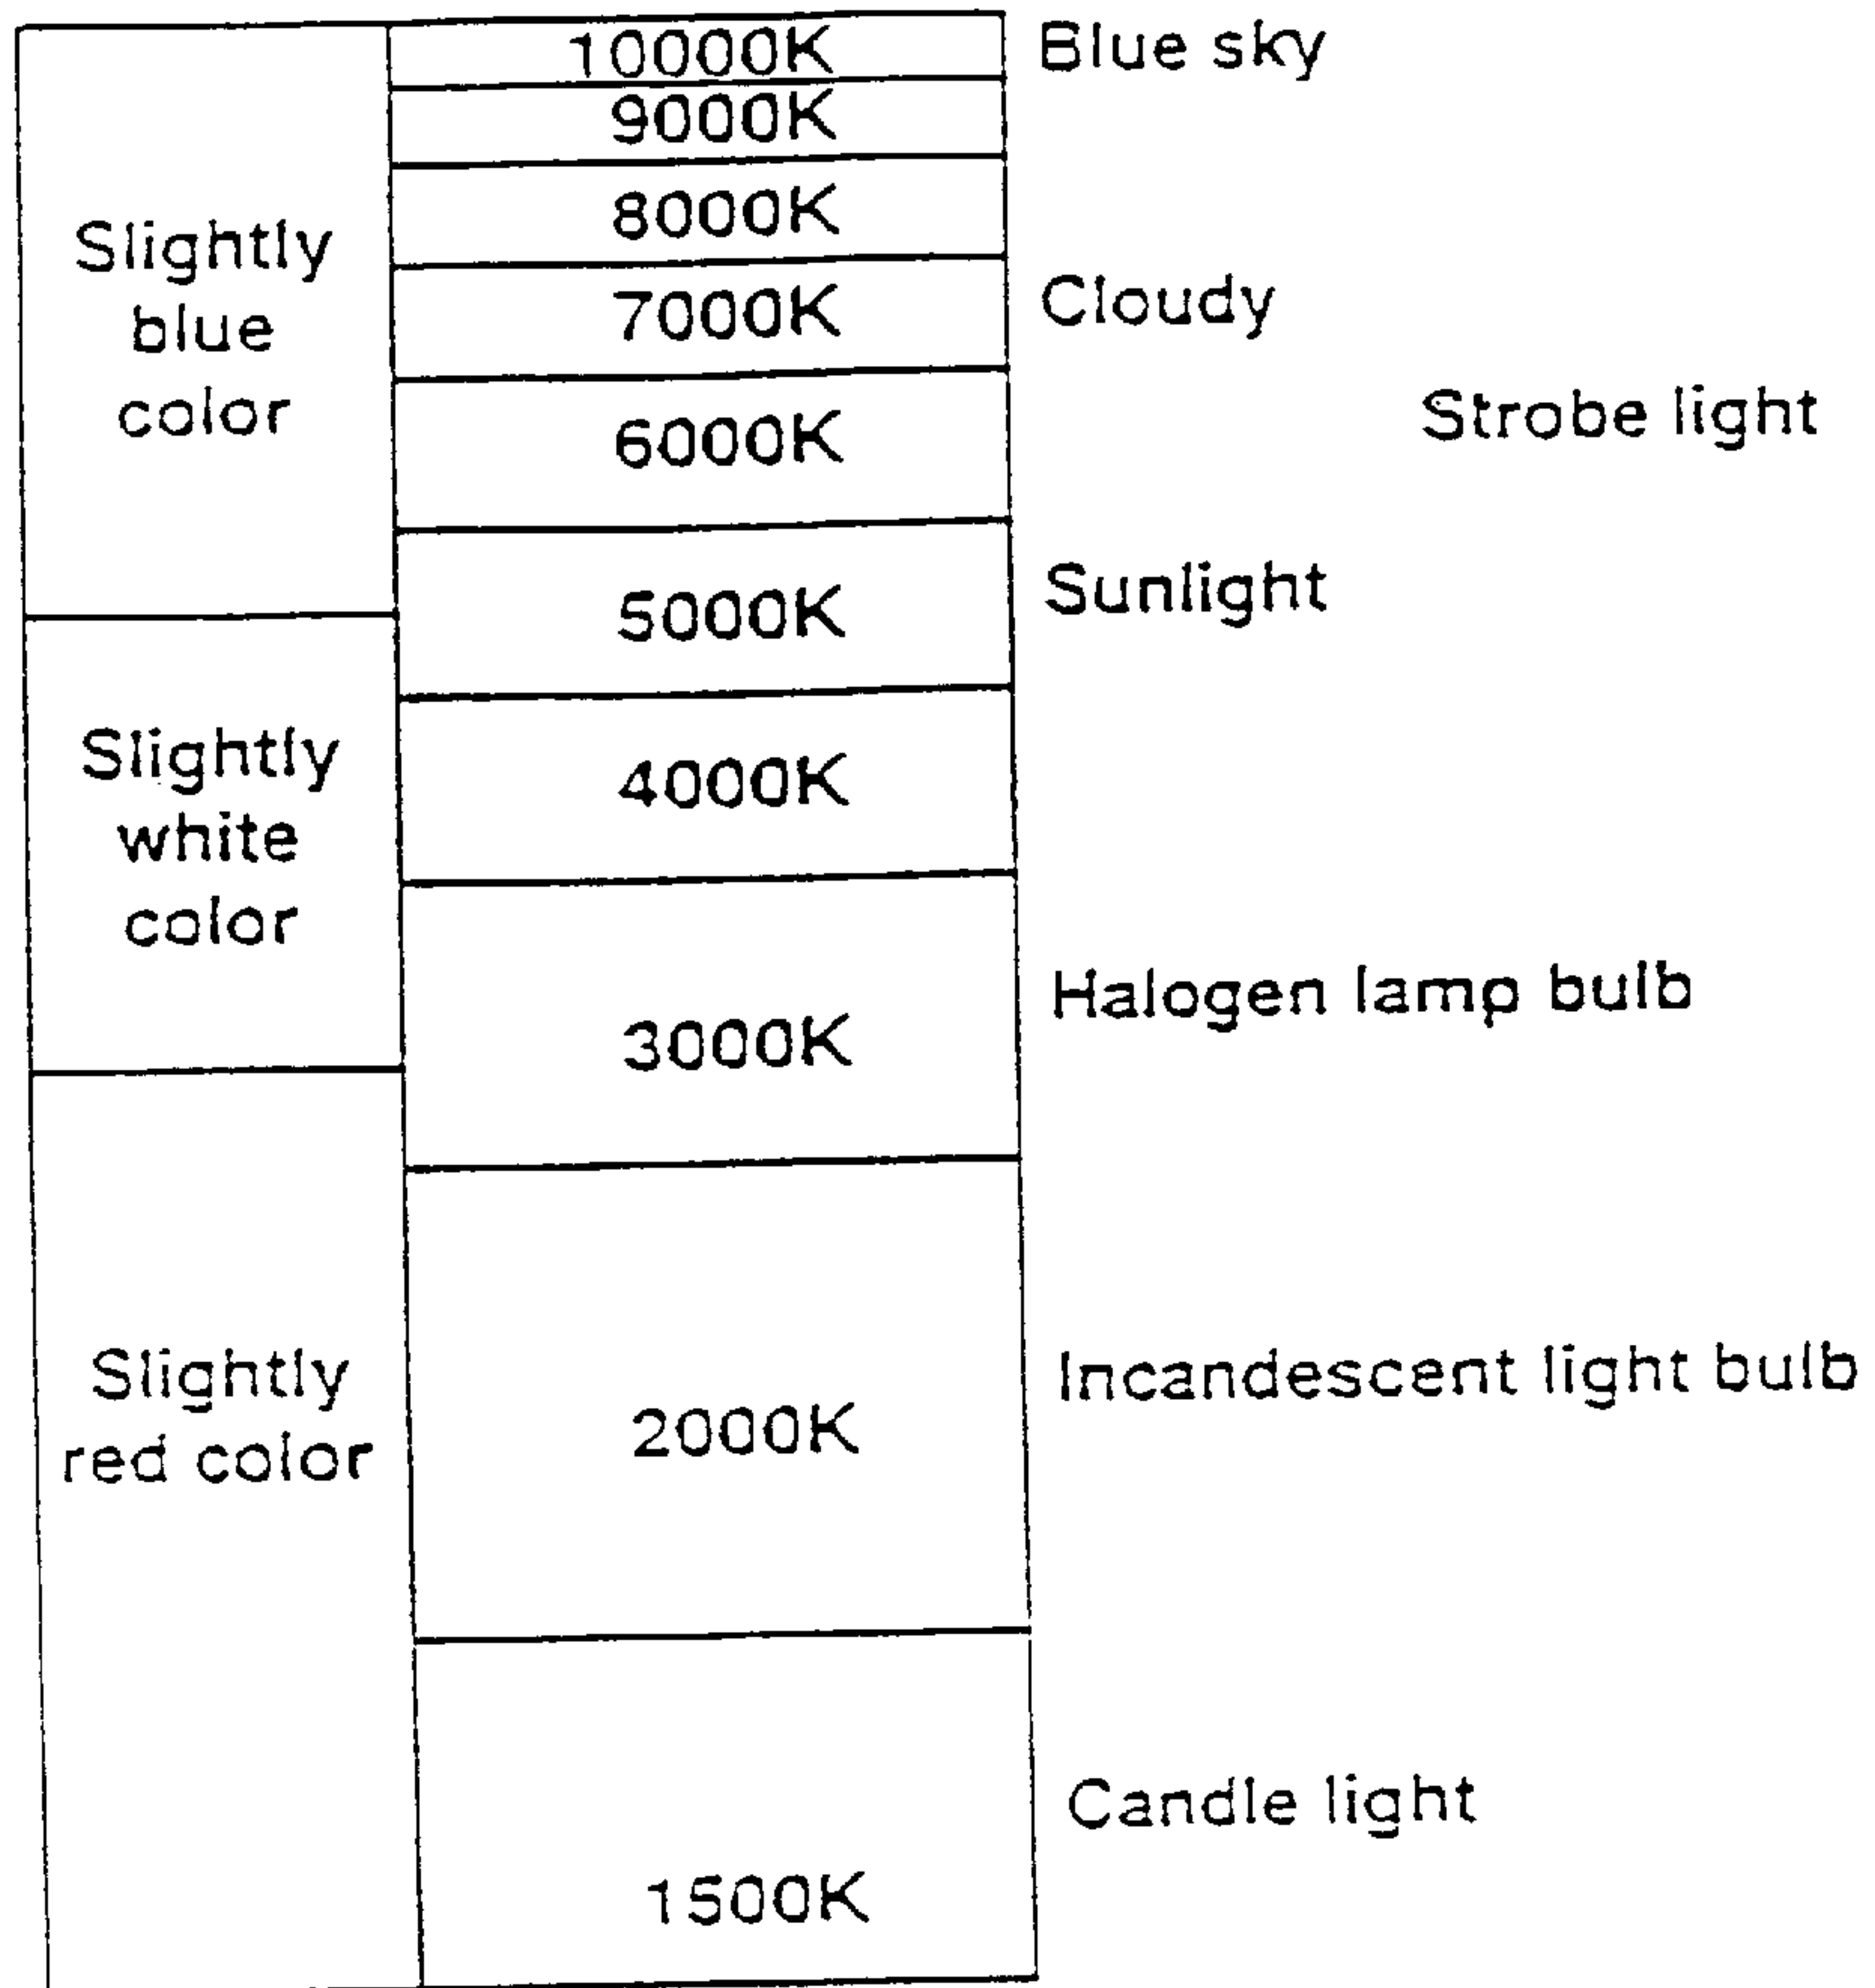 10000K Blue sky
9000K
8000K
Slightly
blue
color
7000K Cloudy
6000K Strobe light
5000K Sunlight
Slightly
white
color
4000K
3000K Halogen lamp bulb
Slightly
red color
2000K Incandescent light bulb
1500K Candle light